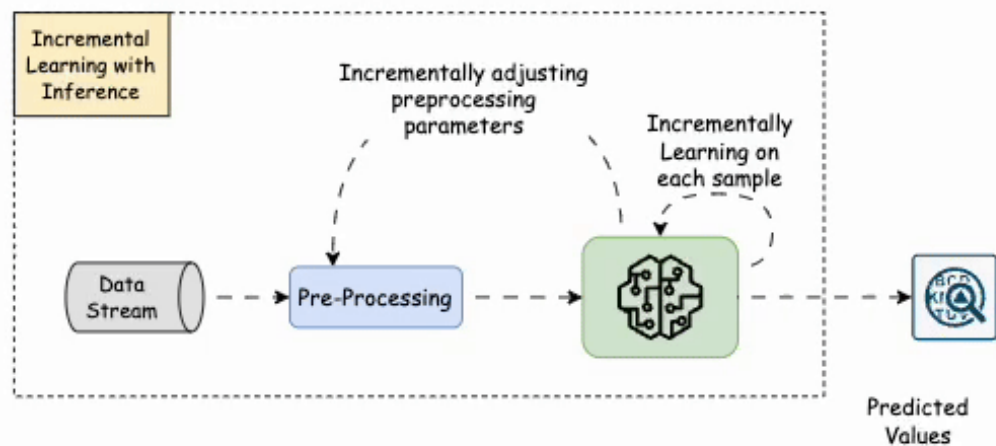 Incremental
Learning with
Inference
Incrementally adjusting
preprocessing
parameters
Incrementally
Learning on
each sample
Data
Stream
Pre-Processing
Predicted
Values